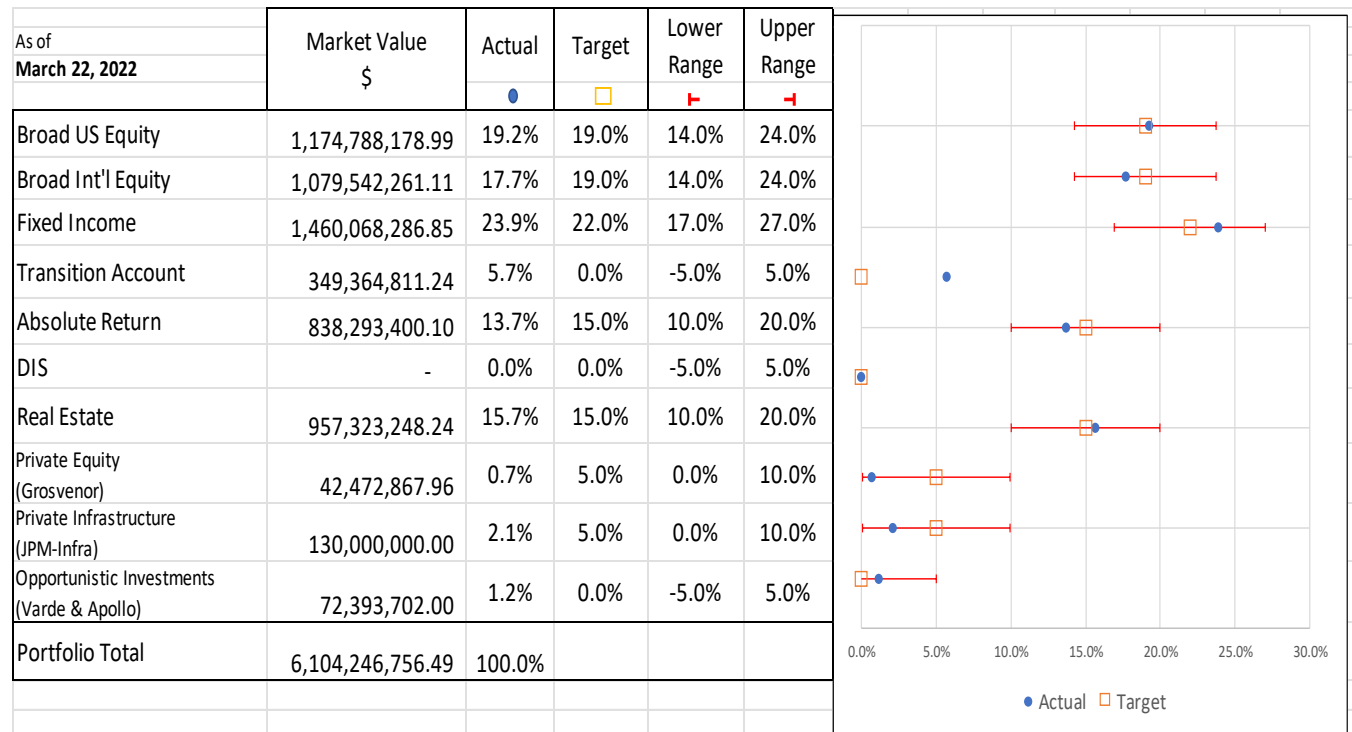 As of
March 22, 2022
Market Value
$
Actual
Target
Lower
Range
Upper
Range
Broad US Equity 1,174,788,178.99 19.2% 19.0% 14.0% 24.0%
Broad Int'l Equity 1,079,542,261.11 17.7% 19.0% 14.0% 24.0%
Fixed Income 1,460,068,286.85 23.9% 22.0% 17.0% 27.0%
Transition Account 349,364,811.24 5.7% 0.0% -5.0% 5.0%
Absolute Return 838,293,400.10 13.7% 15.0% 10.0% 20.0%
DIS - 0.0% 0.0% -5.0% 5.0%
Real Estate 957,323,248.24 15.7% 15.0% 10.0% 20.0%
Private Equity
(Grosvenor) 42,472,867.96 0.7% 5.0% 0.0% 10.0%
Private Infrastructure
(JPM-Infra) 130,000,000.00 2.1% 5.0% 0.0% 10.0%
Opportunistic Investments
(Varde & Apollo) 72,393,702.00 1.2% 0.0% -5.0% 5.0%
Portfolio Total 6,104,246,756.49 100.0%
0.0% 5.0% 10.0% 15.0% 20.0% 25.0% 30.0%
Actual Target